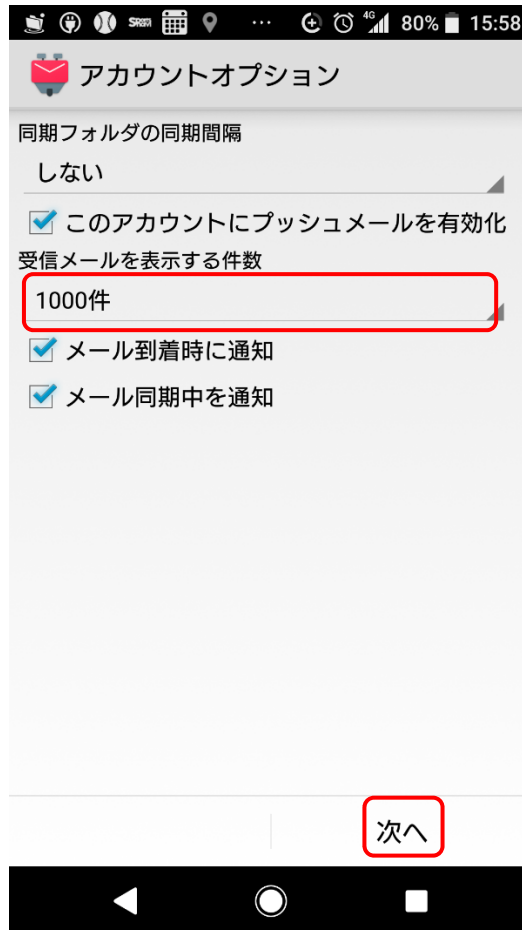 4G 80% 15:58
アカウントオプション
同期フォルダの同期間隔
しない
このアカウントにプッシュメールを有効化
受信メールを表示する件数
1000件
メール到着時に通知
メール同期中を通知
次へ